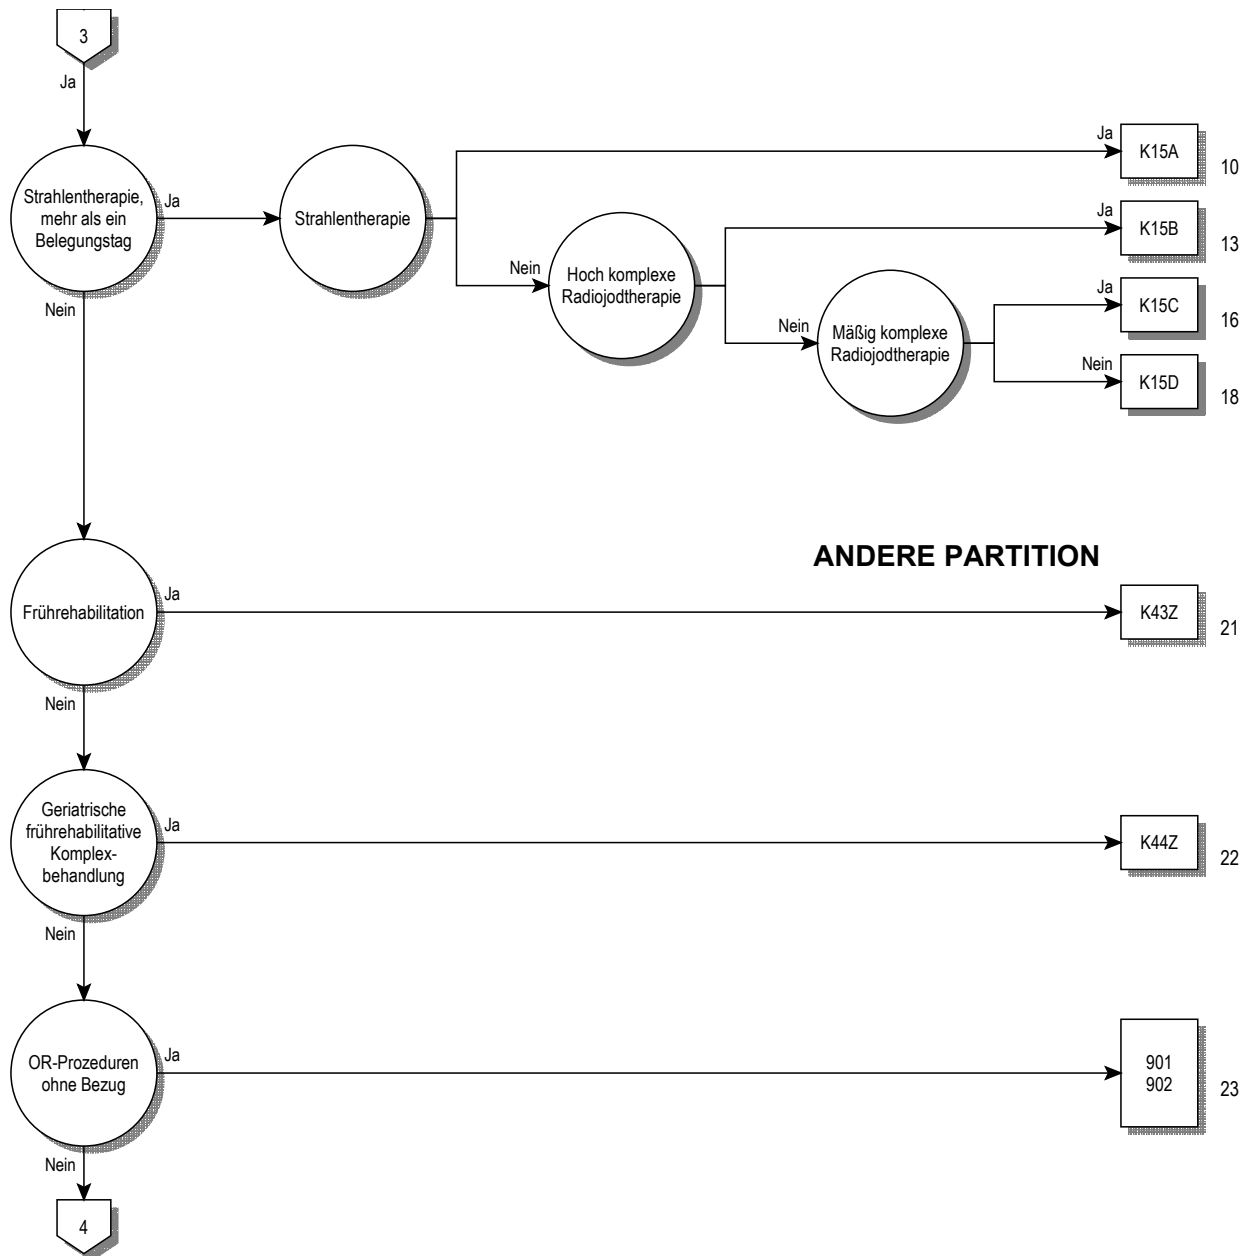 3
Ja
Strahlentherapie,
mehr als ein
Belegungstag
Ja
Strahlentherapie
Ja
K15A
10
Nein
Hoch komplexe
Radiojodtherapie
Ja
K15B
13
Nein
Mäßig komplexe
Radiojodtherapie
Ja
K15C
16
Nein
K15D
18
Nein
ANDERE PARTITION
Frührehabilitation
Ja
K43Z
21
Nein
Geriatrische
frührehabilitative
Komplex-
behandlung
Ja
K44Z
22
Nein
OR-Prozeduren
ohne Bezug
Ja
901
902
23
Nein
4